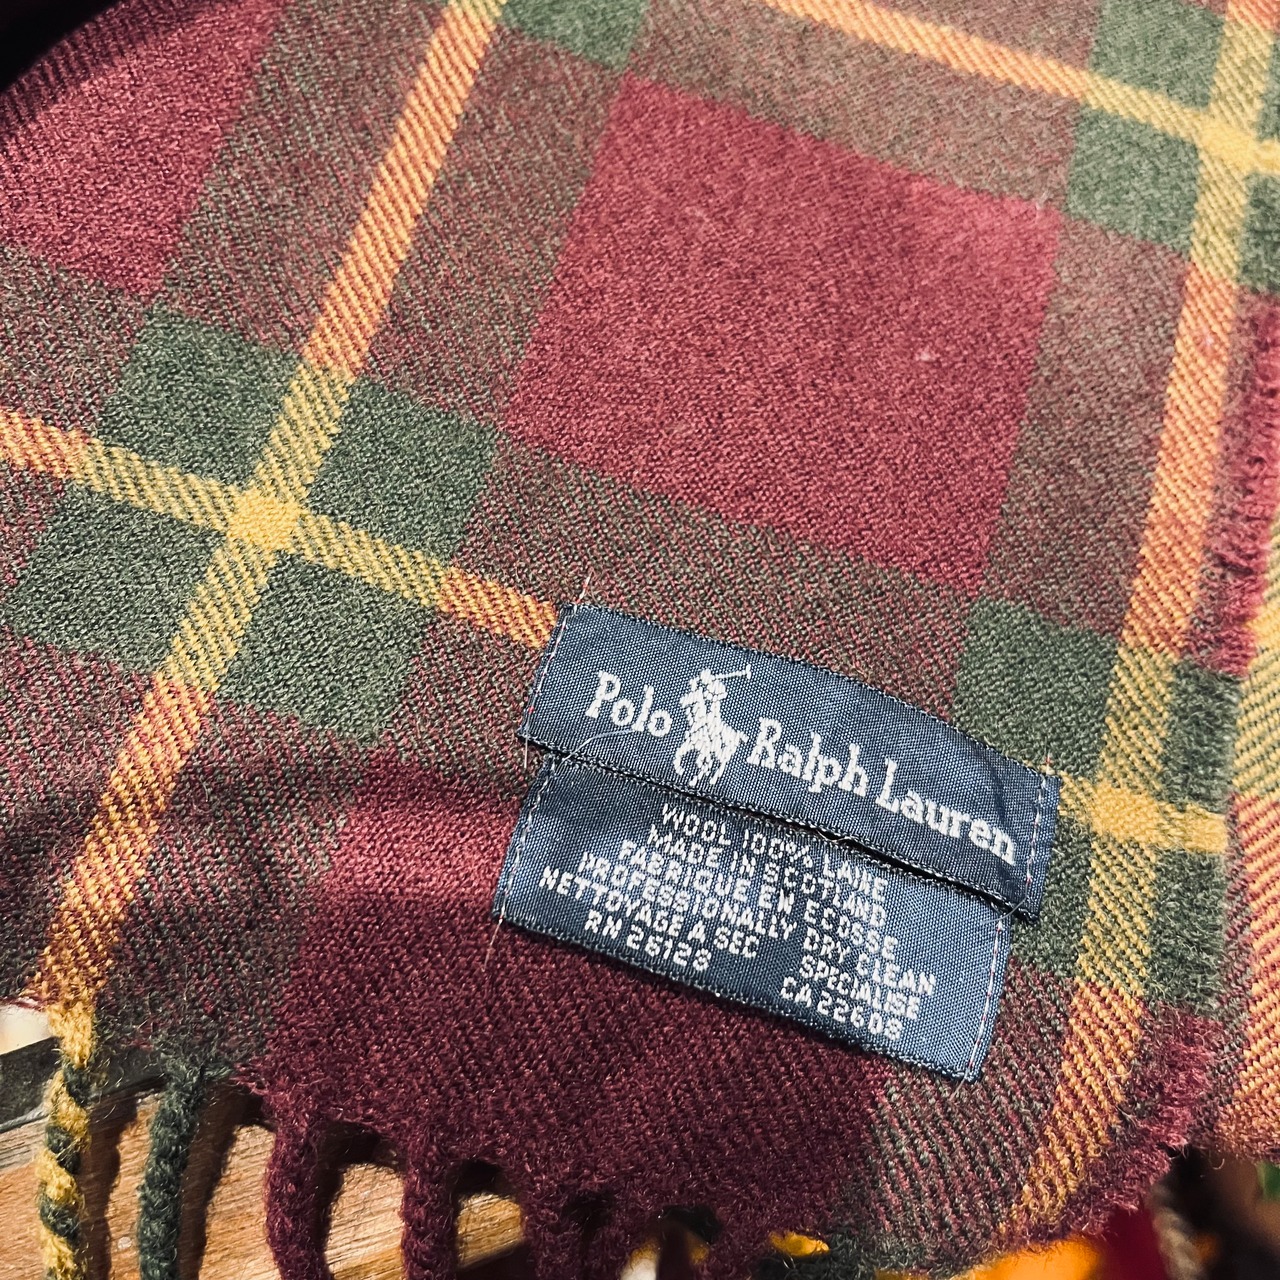 Polo Ralph Lauren
WOOL 100% LAINE
MADE IN SCOTLAND
FABRIQUE EN ECOSSE
PROFESSIONALLY DRY CLEAN
NETTOYAGE A SEC SPECIALISE
RN 26128 CA 22608